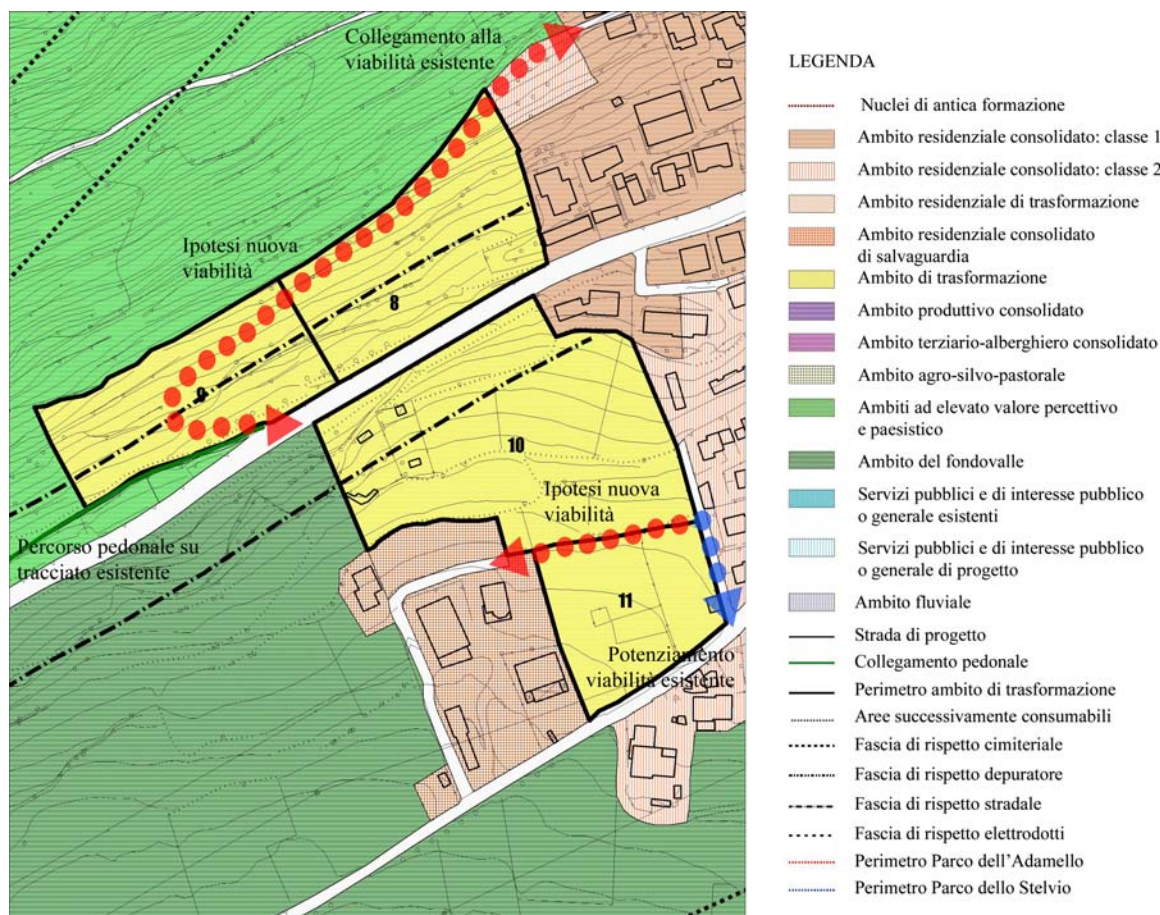 Collegamento alla
viabilità esistente
Ipotesi nuova
viabilità
8
9
10
Ipotesi nuova
viabilità
Percorso pedonale su
tracciato esistente
11
Potenziamento
viabilità esistente
LEGENDA
Nuclei di antica formazione
Ambito residenziale consolidato: classe 1
Ambito residenziale consolidato: classe 2
Ambito residenziale di trasformazione
Ambito residenziale consolidato
di salvaguardia
Ambito di trasformazione
Ambito produttivo consolidato
Ambito terziario-alberghiero consolidato
Ambito agro-silvo-pastorale
Ambiti ad elevato valore percettivo
e paesistico
Ambito del fondovalle
Servizi pubblici e di interesse pubblico
o generale esistenti
Servizi pubblici e di interesse pubblico
o generale di progetto
Ambito fluviale
Strada di progetto
Collegamento pedonale
Perimetro ambito di trasformazione
Aree successivamente consumabili
Fascia di rispetto cimiteriale
Fascia di rispetto depuratore
Fascia di rispetto stradale
Fascia di rispetto elettrodotti
Perimetro Parco dell'Adamello
Perimetro Parco dello Stelvio